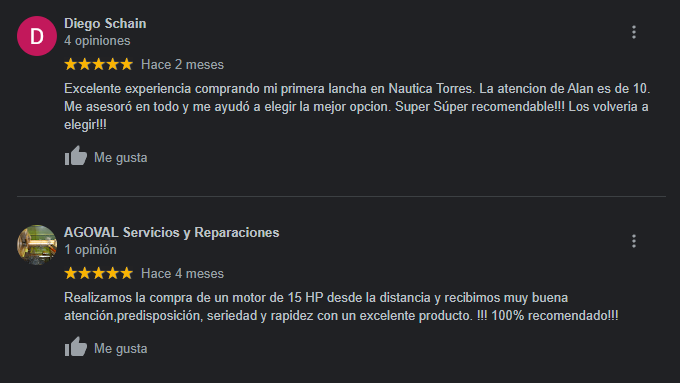 D
Diego Schain
4 opiniones
Hace 2 meses
Excelente experiencia comprando mi primera lancha en Nautica Torres. La atencion de Alan es de 10.
Me asesoró en todo y me ayudó a elegir la mejor opcion. Super Súper recomendable!!! Los volveria a
elegir!!!
Me gusta
AGOVAL Servicios y Reparaciones
1 opinión
Hace 4 meses
Realizamos la compra de un motor de 15 HP desde la distancia y recibimos muy buena
atención,predisposición, seriedad y rapidez con un excelente producto. !!! 100% recomendado!!!
Me gusta